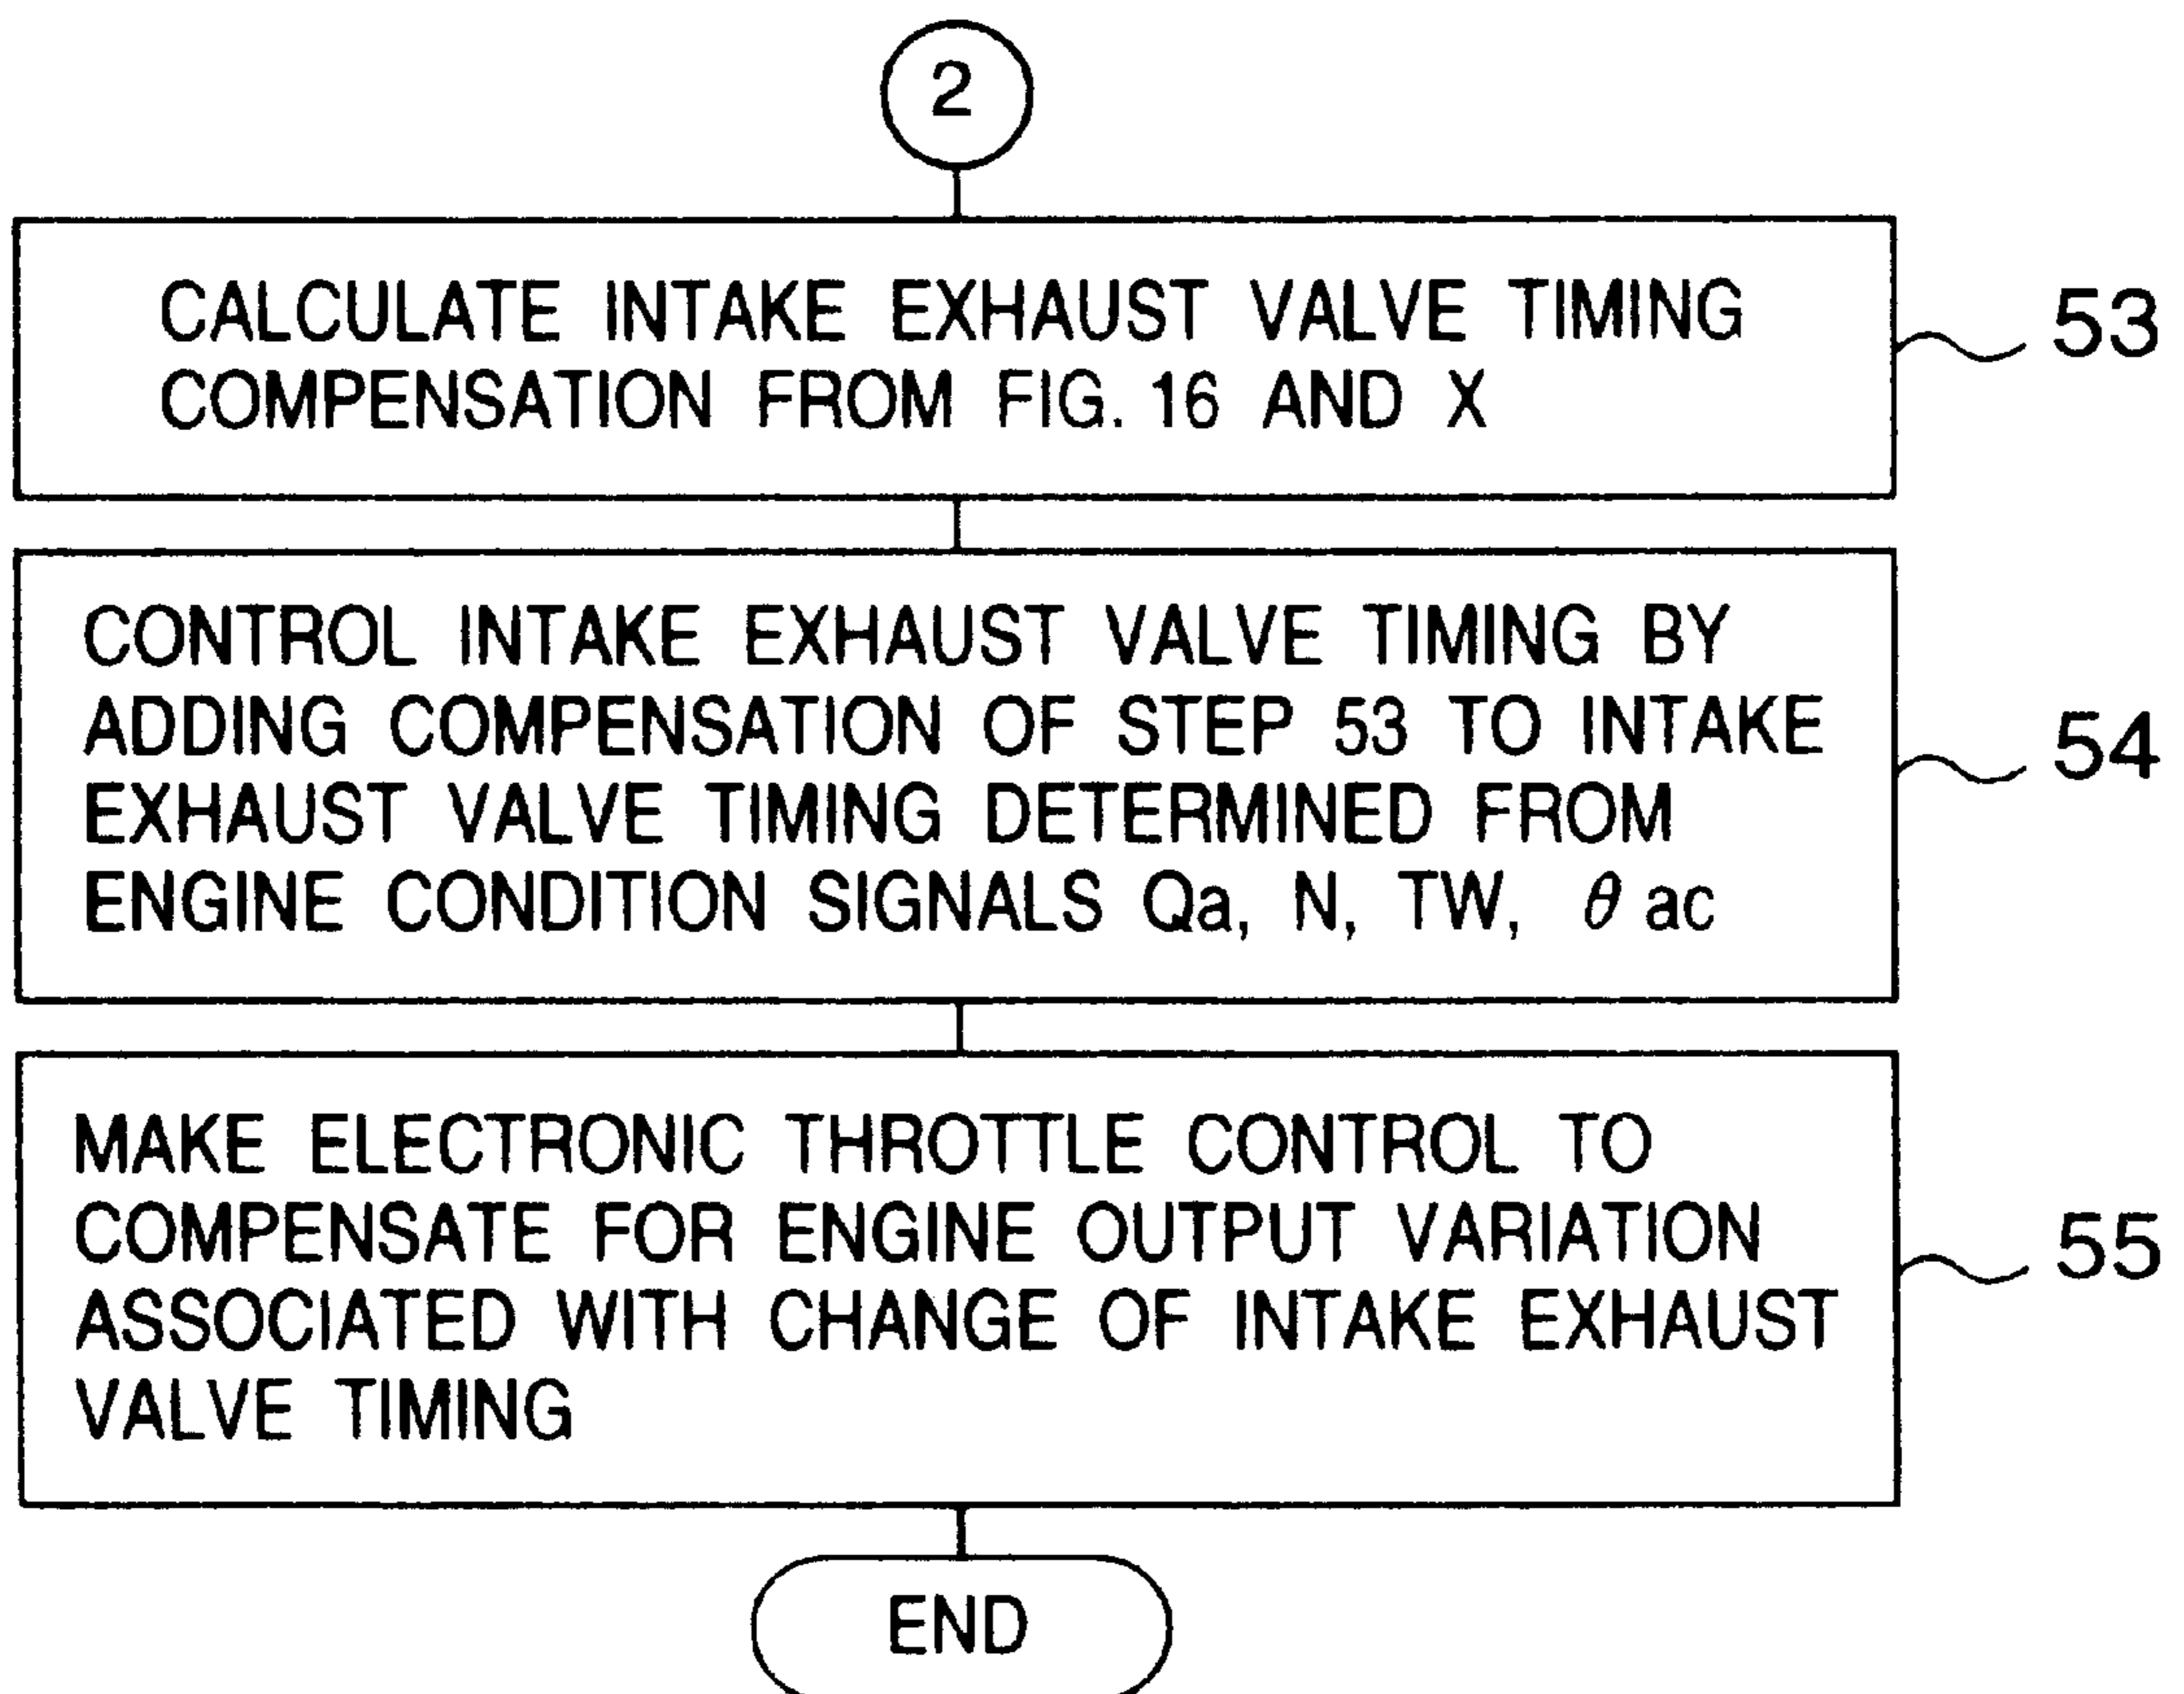 2
CALCULATE INTAKE EXHAUST VALVE TIMING
COMPENSATION FROM FIG. 16 AND X
53
CONTROL INTAKE EXHAUST VALVE TIMING BY
ADDING COMPENSATION OF STEP 53 TO INTAKE
EXHAUST VALVE TIMING DETERMINED FROM
ENGINE CONDITION SIGNALS Qa, N, TW, θ ac
54
MAKE ELECTRONIC THROTTLE CONTROL TO
COMPENSATE FOR ENGINE OUTPUT VARIATION
ASSOCIATED WITH CHANGE OF INTAKE EXHAUST
VALVE TIMING
55
END